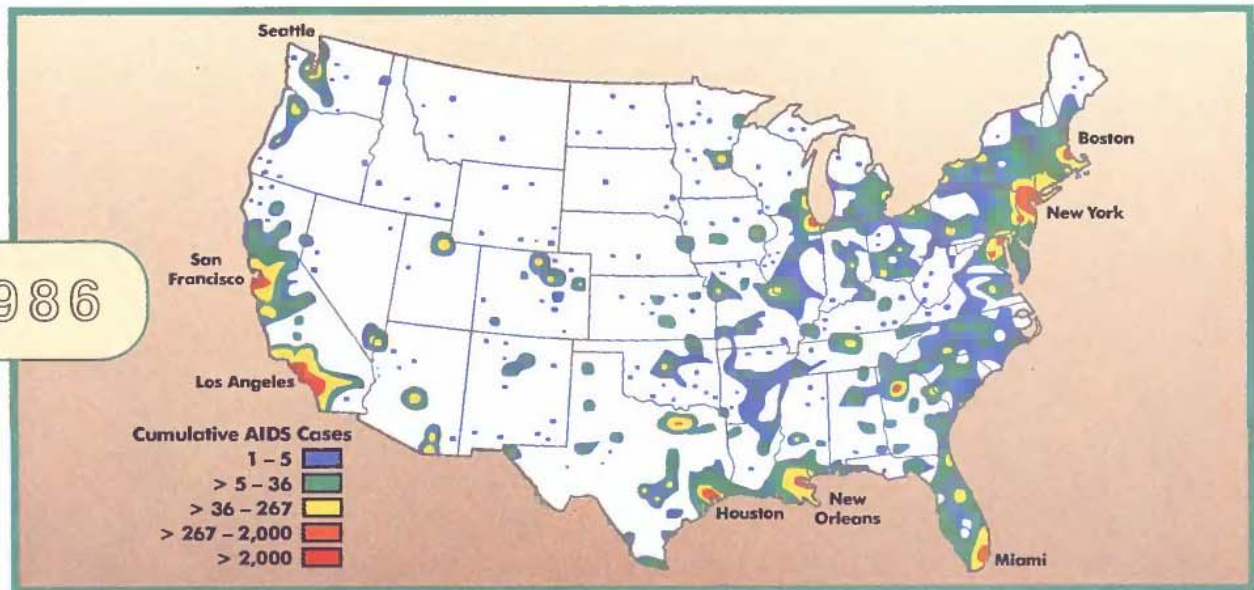 Seattle
Boston
New York
San
Francisco
986
Los Angeles
Cumulative AIDS Cases
1 – 5
> 5 – 36
> 36 – 267
> 267 – 2,000
> 2,000
Houston
New
Orleans
Miami